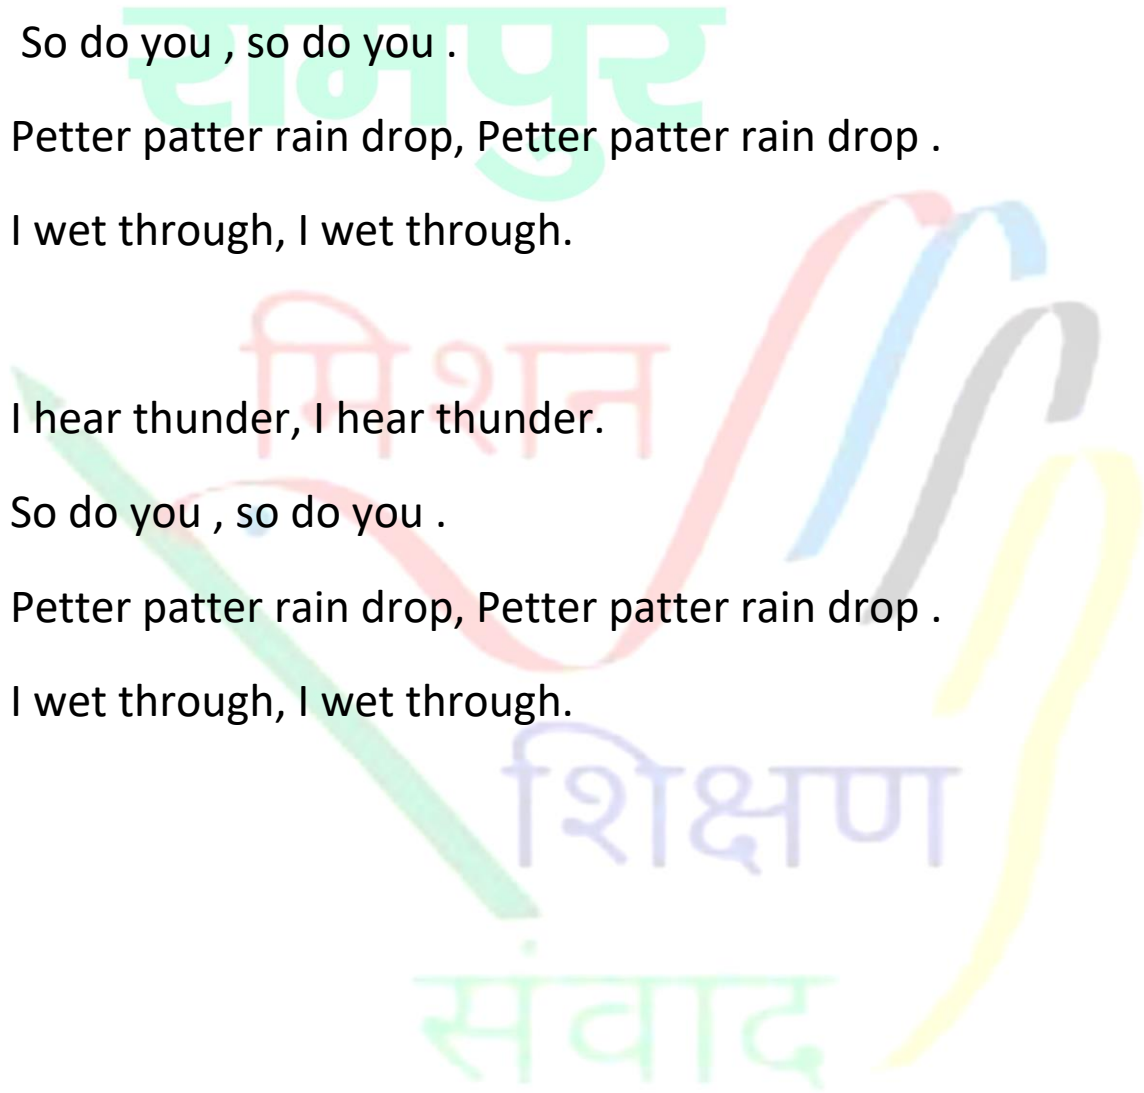 रामपुर
So do you , so do you .
Petter patter rain drop, Petter patter rain drop .
I wet through, I wet through.
मिशन
I hear thunder, I hear thunder.
So do you , so do you .
Petter patter rain drop, Petter patter rain drop .
I wet through, I wet through.
शिक्षण
संवाद